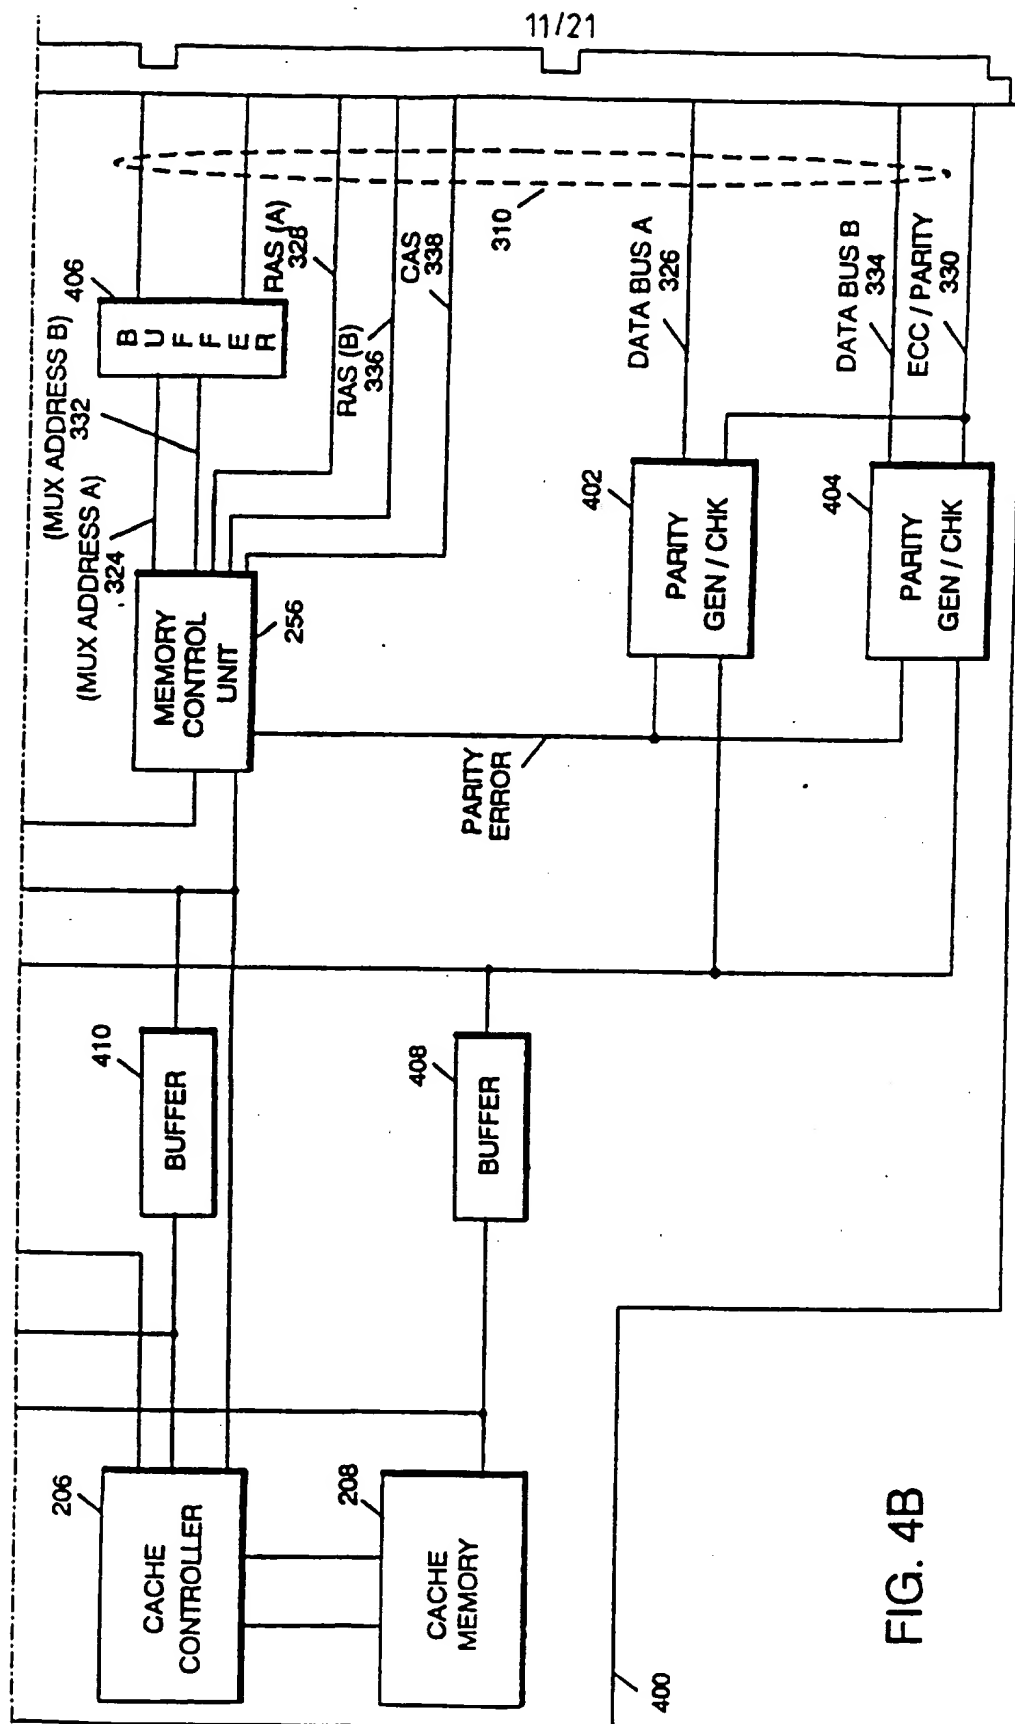 11/21
(MUX ADDRESS A)
324
(MUX ADDRESS B)
332
406
BUFFER
RAS (A)
328
RAS (B)
336
CAS
338
310
MEMORY
CONTROL
UNIT
256
DATA BUS A
326
DATA BUS B
334
ECC / PARITY
330
402
PARITY
GEN / CHK
404
PARITY
GEN / CHK
PARITY
ERROR
410
BUFFER
408
BUFFER
206
CACHE
CONTROLLER
208
CACHE
MEMORY
400
FIG. 4B